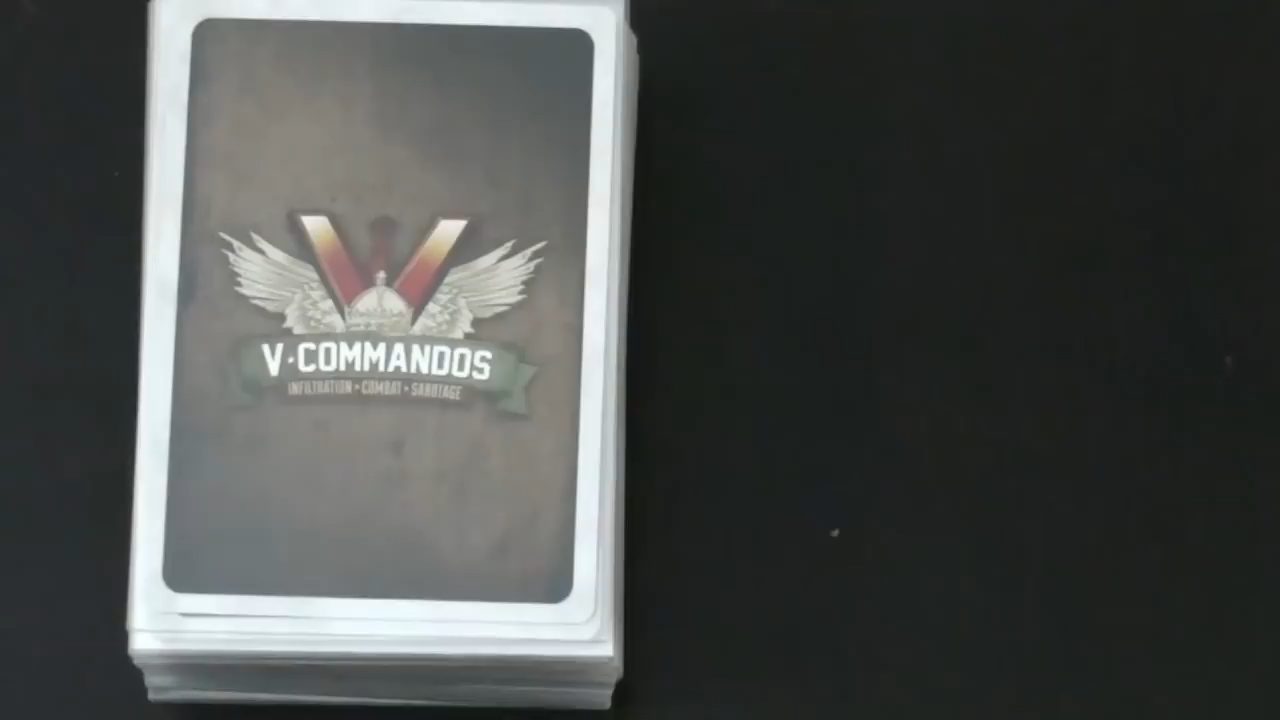 V
V·COMMANDOS
INFILTRATION • COMBAT • SABOTAGE